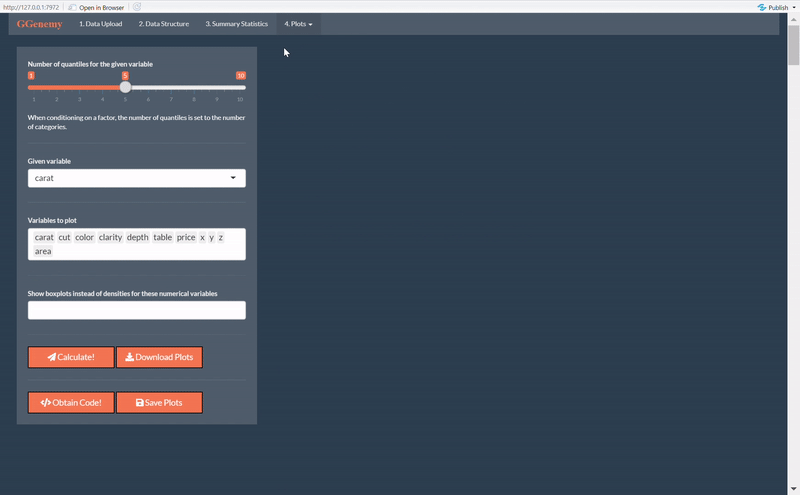 http://127.0.0.1:7972 Open in Browser Publish
GGenemy 1. Data Upload 2. Data Structure 3. Summary Statistics 4. Plots
Number of quantiles for the given variable
1 5 10
1 2 3 4 5 6 7 8 9 10
When conditioning on a factor, the number of quantiles is set to the number
of categories.
Given variable
carat
Variables to plot
carat cut color clarity depth table price x y z
area
Show boxplots instead of densities for these numerical variables
Calculate! Download Plots
</> Obtain Code! Save Plots